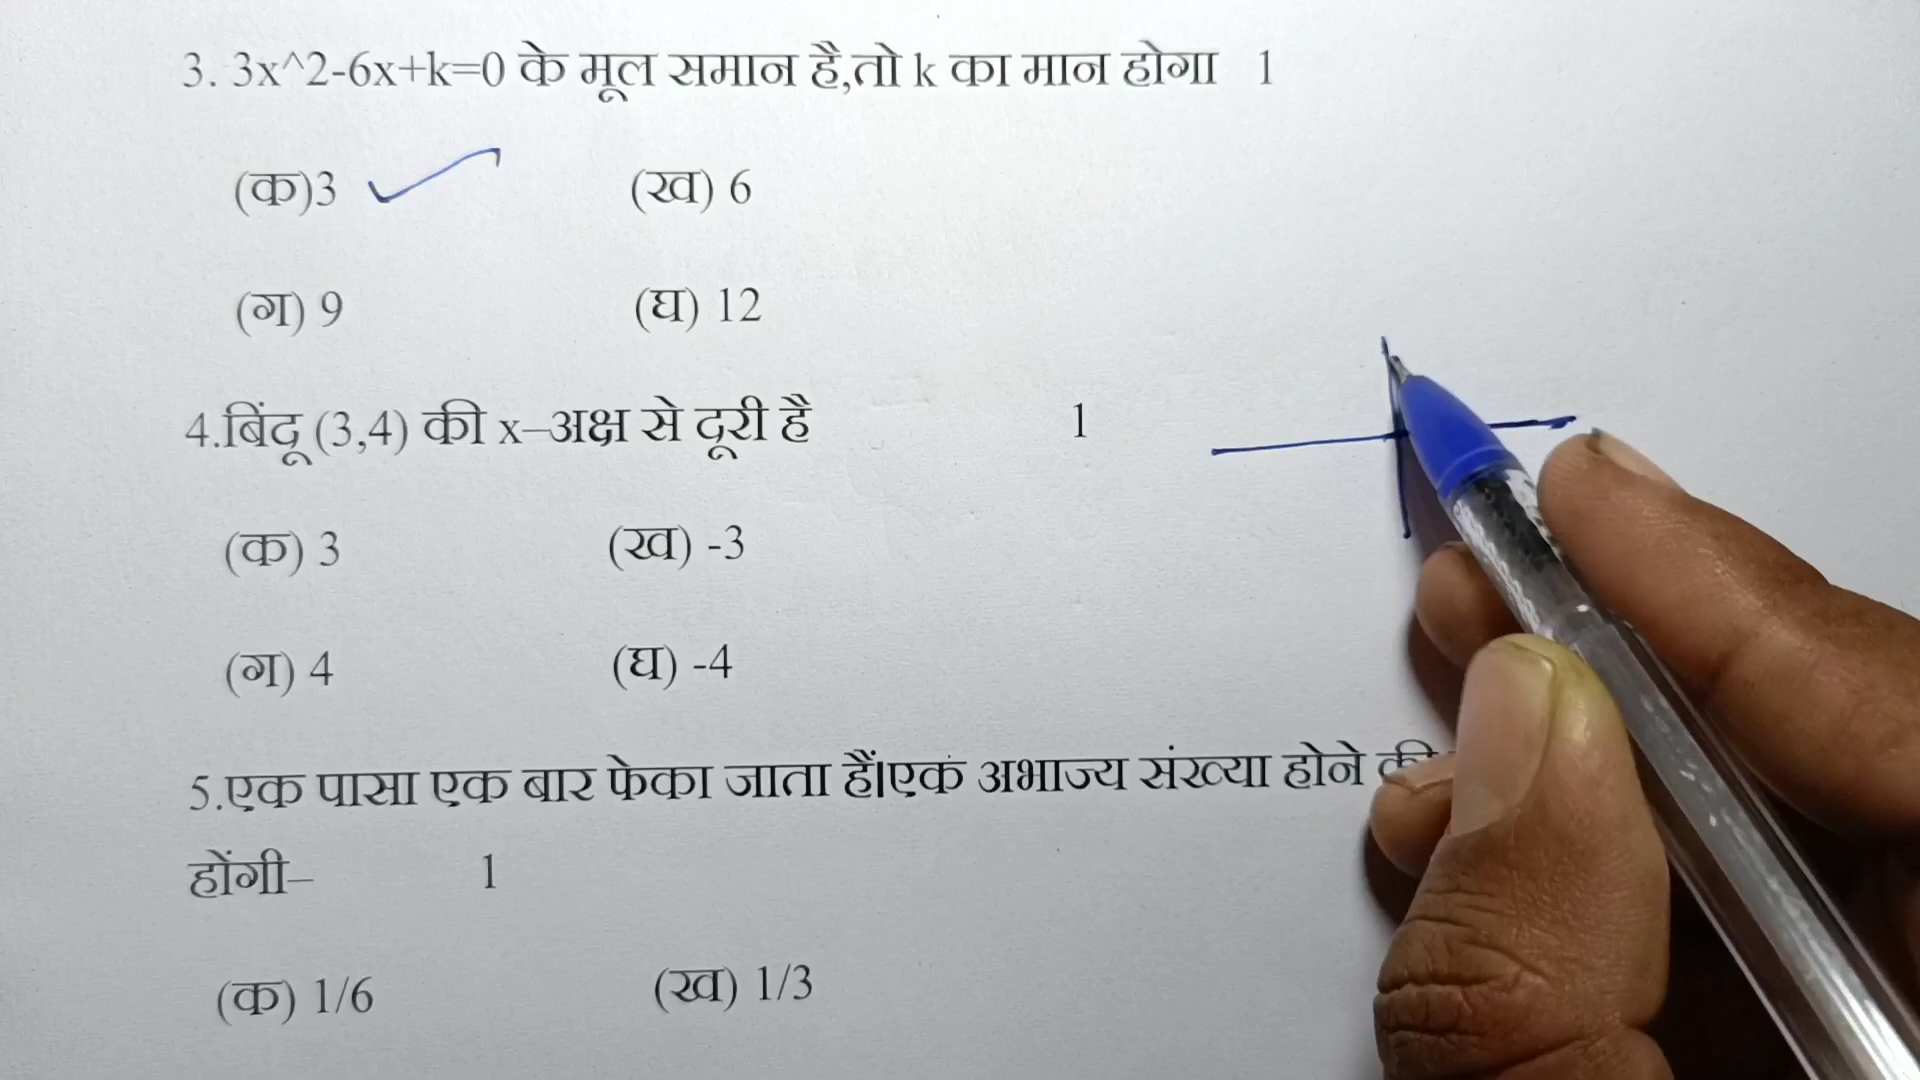 3. 3x^2-6x+k=0 के मूल समान है,तो k का मान होगा 1
(क)3 (ख) 6
(ग) 9 (घ) 12
4.बिंदू (3,4) की x–अक्ष से दूरी है 1
(क) 3 (ख) -3
(ग) 4 (घ) -4
5.एक पासा एक बार फेका जाता हैं।एक अभाज्य संख्या होने की
होंगी– 1
(क) 1/6 (ख) 1/3